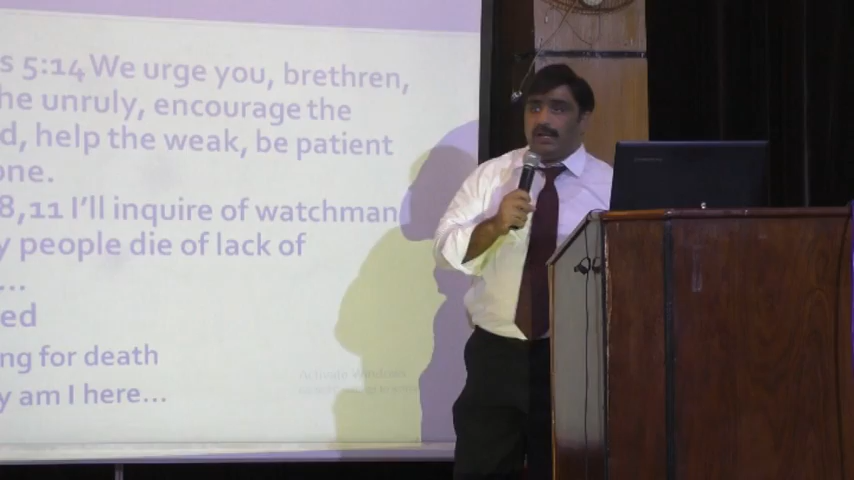 s 5:14 We urge you, brethren,
he unruly, encourage the
d, help the weak, be patient
one.
8,11 I'll inquire of watchman
y people die of lack of
...
ed
ng for death
y am I here...
Activate Windows